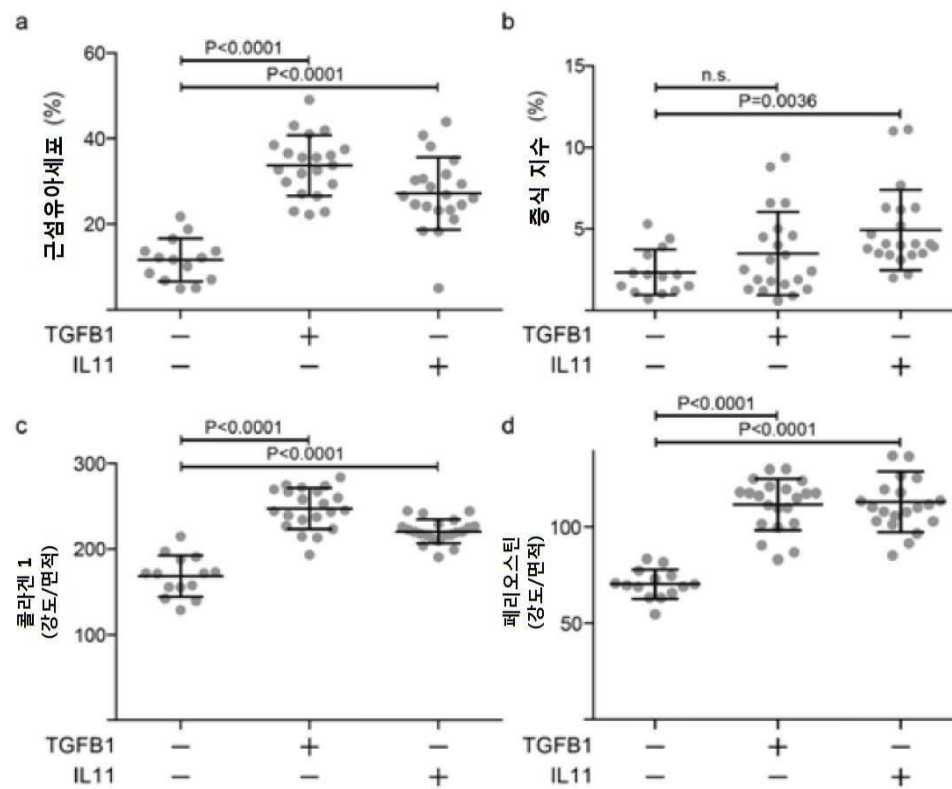 a
P<0.0001
P<0.0001
근섬유아세포 (%)
60
40
20
TGFB1 − + −
IL11 − − +
b
n.s.
P=0.0036
증식 지수 (%)
15
10
5
TGFB1 − + −
IL11 − − +
c
P<0.0001
P<0.0001
콜라겐 1
(강도/면적)
300
200
100
TGFB1 − + −
IL11 − − +
d
P<0.0001
P<0.0001
페리오스틴
(강도/면적)
100
50
TGFB1 − + −
IL11 − − +